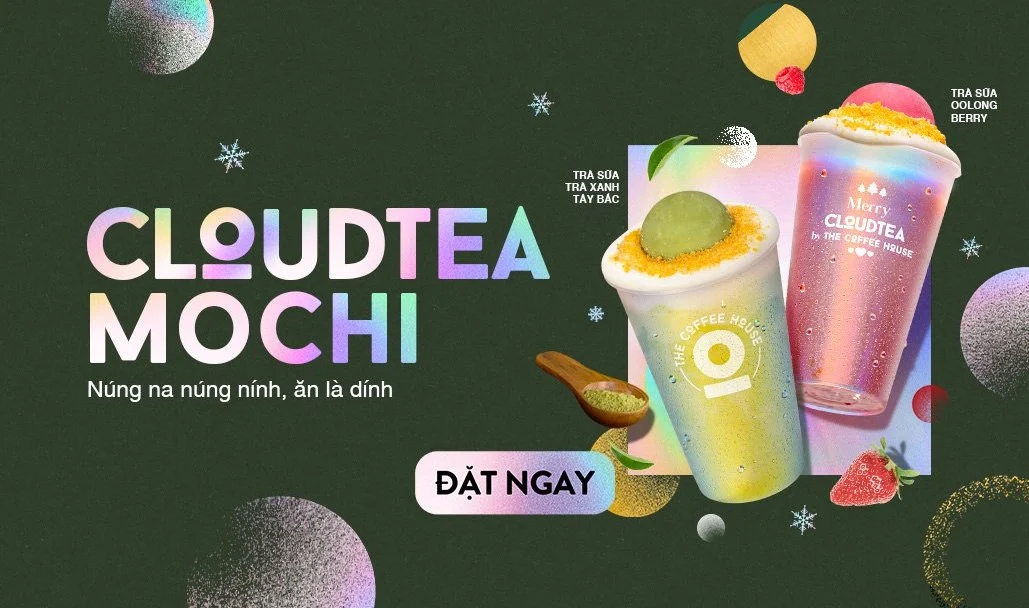 CLOUDTEA
MOCHI
Núng na núng nính, ăn là dính
ĐẶT NGAY
TRÀ SỮA
TRÀ XANH
TÂY BẮC
THE COFFEE HOUSE
TRÀ SỮA
OOLONG
BERRY
Merry
CLOUDTEA
by THE COFFEE HOUSE